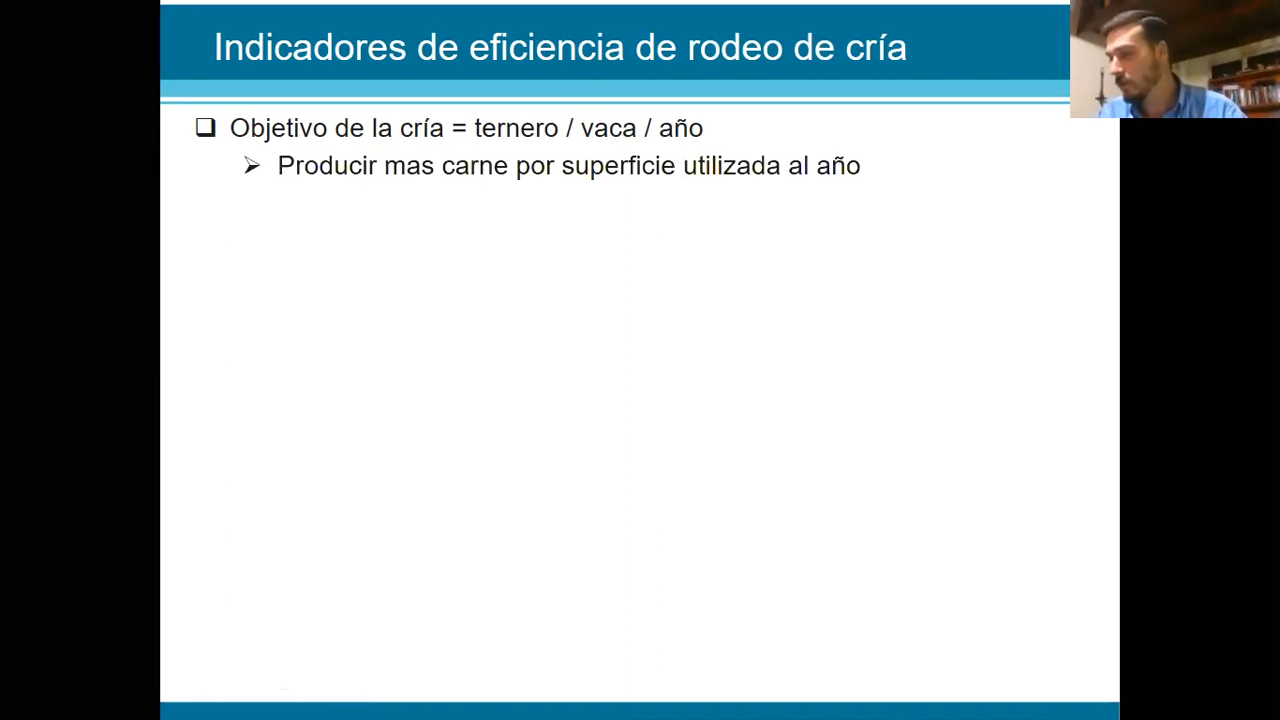 Indicadores de eficiencia de rodeo de cría
Objetivo de la cría = ternero / vaca / año
Producir mas carne por superficie utilizada al año